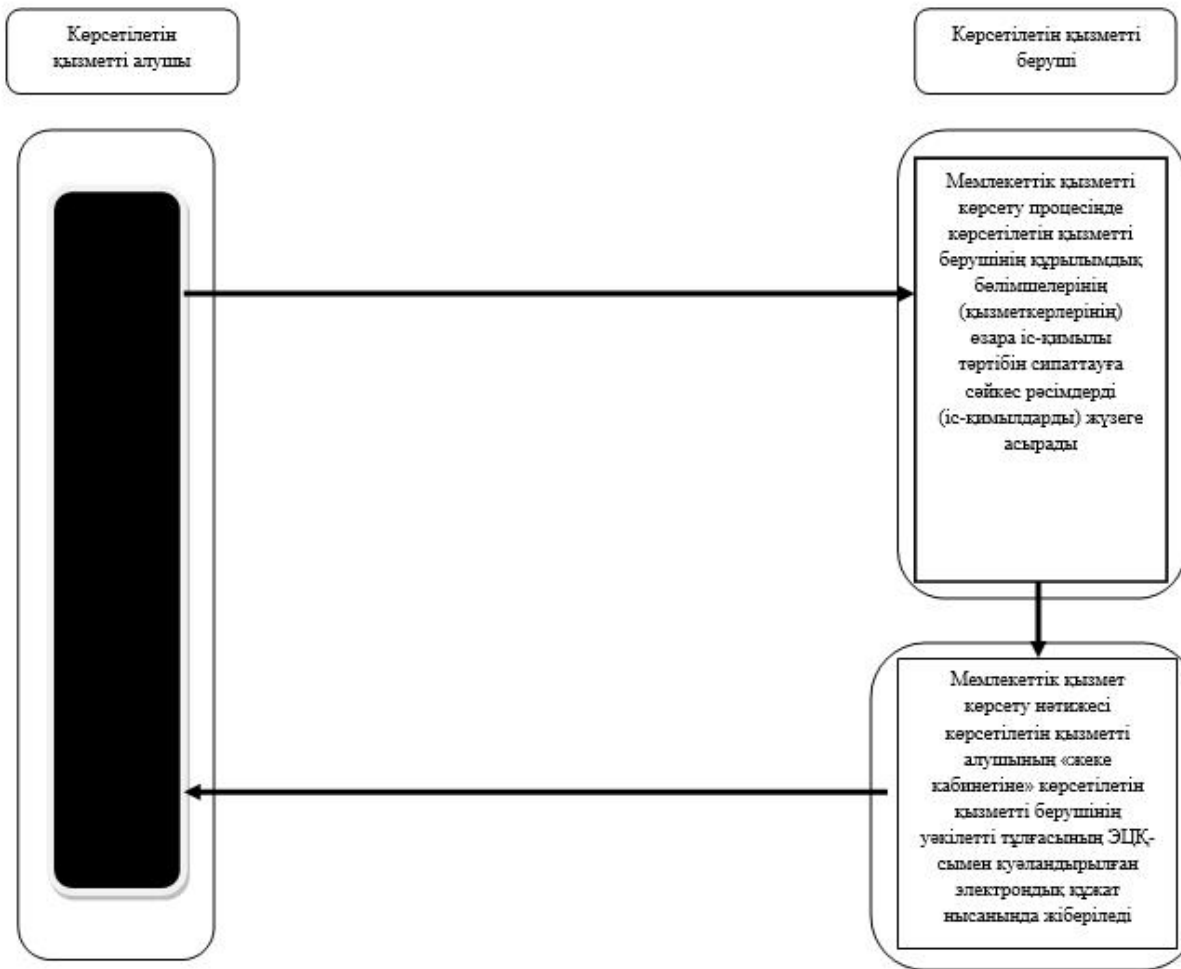 Көрсетілетін
қызметті алушы
Көрсетілетін қызметті
беруші
Мемлекеттік қызметті
көрсету процесінде
көрсетілетін қызметті
берушінің құрылымдық
бөлімшелерінің
(қызметкерлерінің)
өзара іс-қимылы
тәртібін сипаттауға
сәйкес рәсімдерді
(іс-қимылдарды) жүзеге
асырады
Мемлекеттік қызмет
көрсету нәтижесі
көрсетілетін қызметті
алушының «жеке
кабинетіне» көрсетілетін
қызметті берушінің
уәкілетті тұлғасының ЭЦҚ-
сымен куәландырылған
электрондық құжат
нысанында жіберіледі